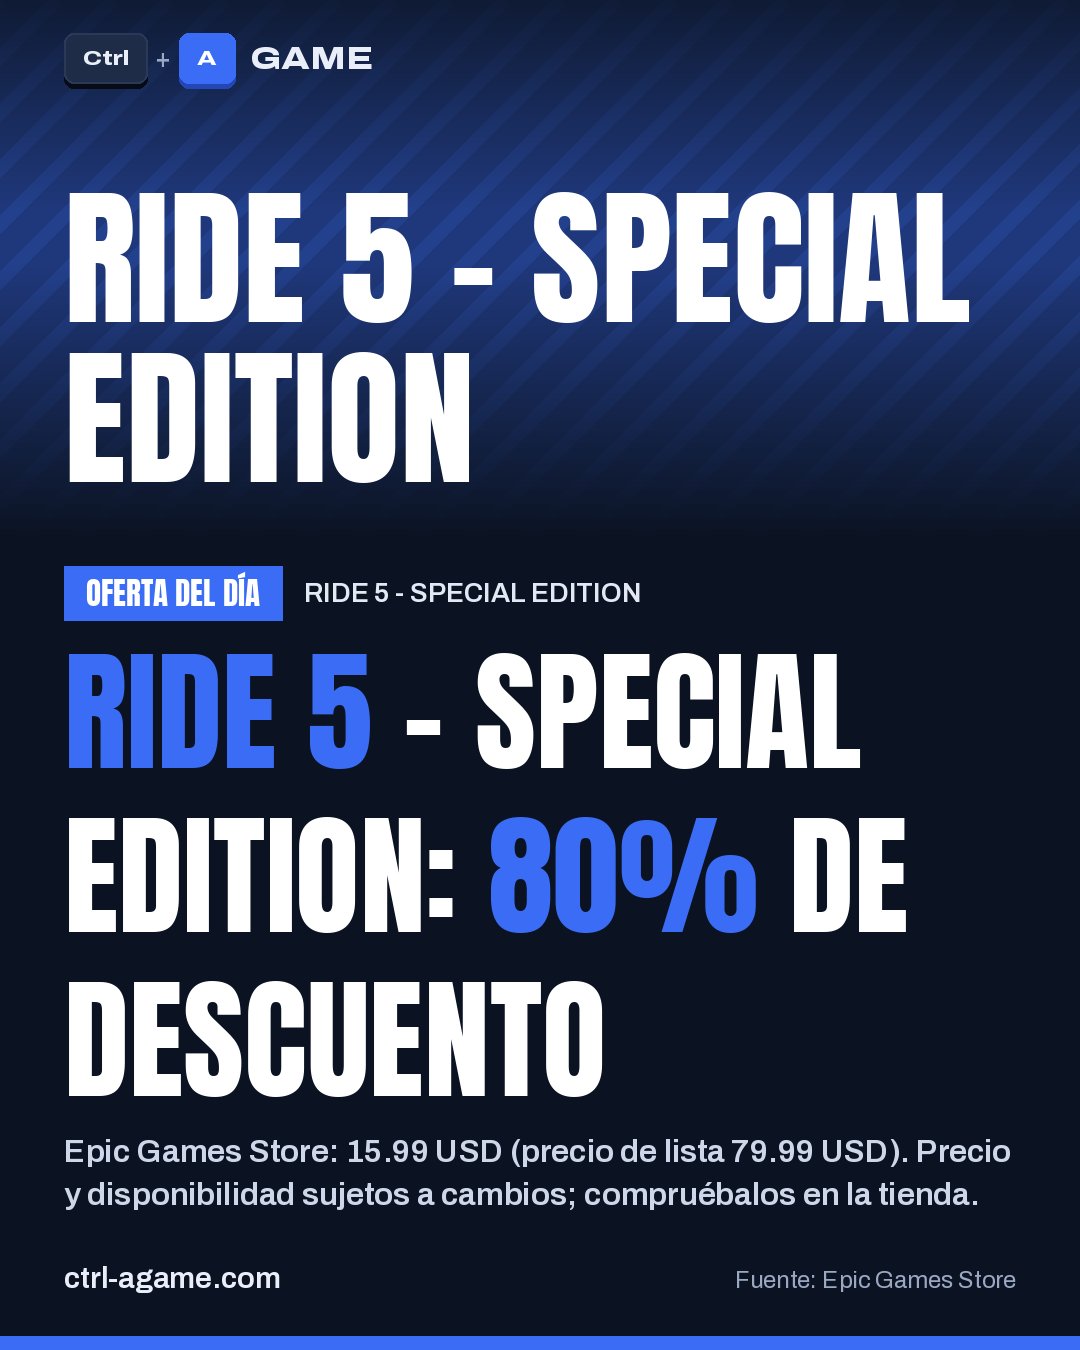 Ctrl + A GAME
RIDE 5 - SPECIAL
EDITION
OFERTA DEL DÍA RIDE 5 - SPECIAL EDITION
RIDE 5 - SPECIAL
EDITION: 80% DE
DESCUENTO
Epic Games Store: 15.99 USD (precio de lista 79.99 USD). Precio
y disponibilidad sujetos a cambios; compruébalos en la tienda.
ctrl-agame.com Fuente: Epic Games Store